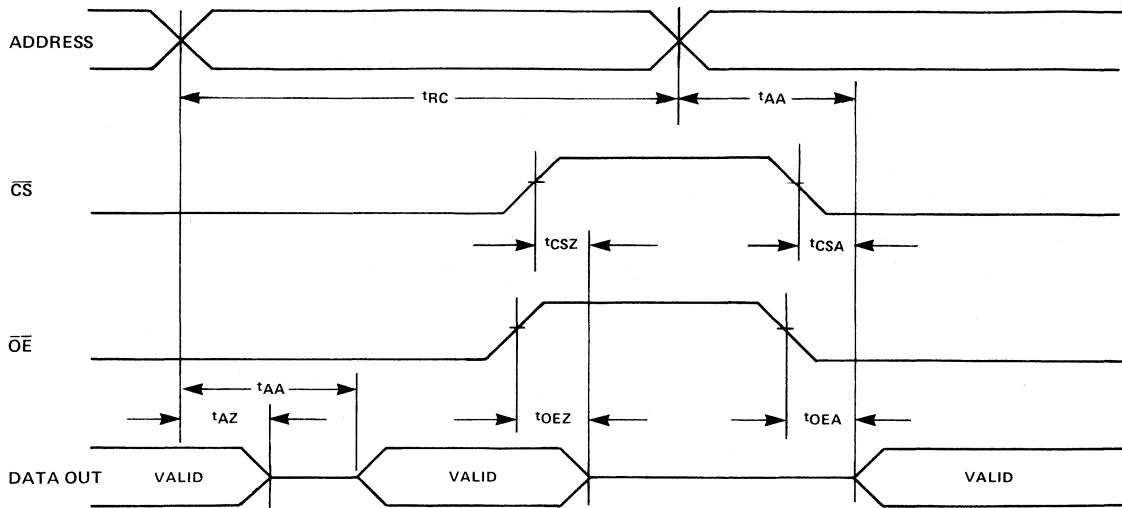 ADDRESS
tRC
tAA
CS
tCSZ
tCSA
OE
tAA
tAZ
tOEZ
tOEA
DATA OUT
VALID
VALID
VALID